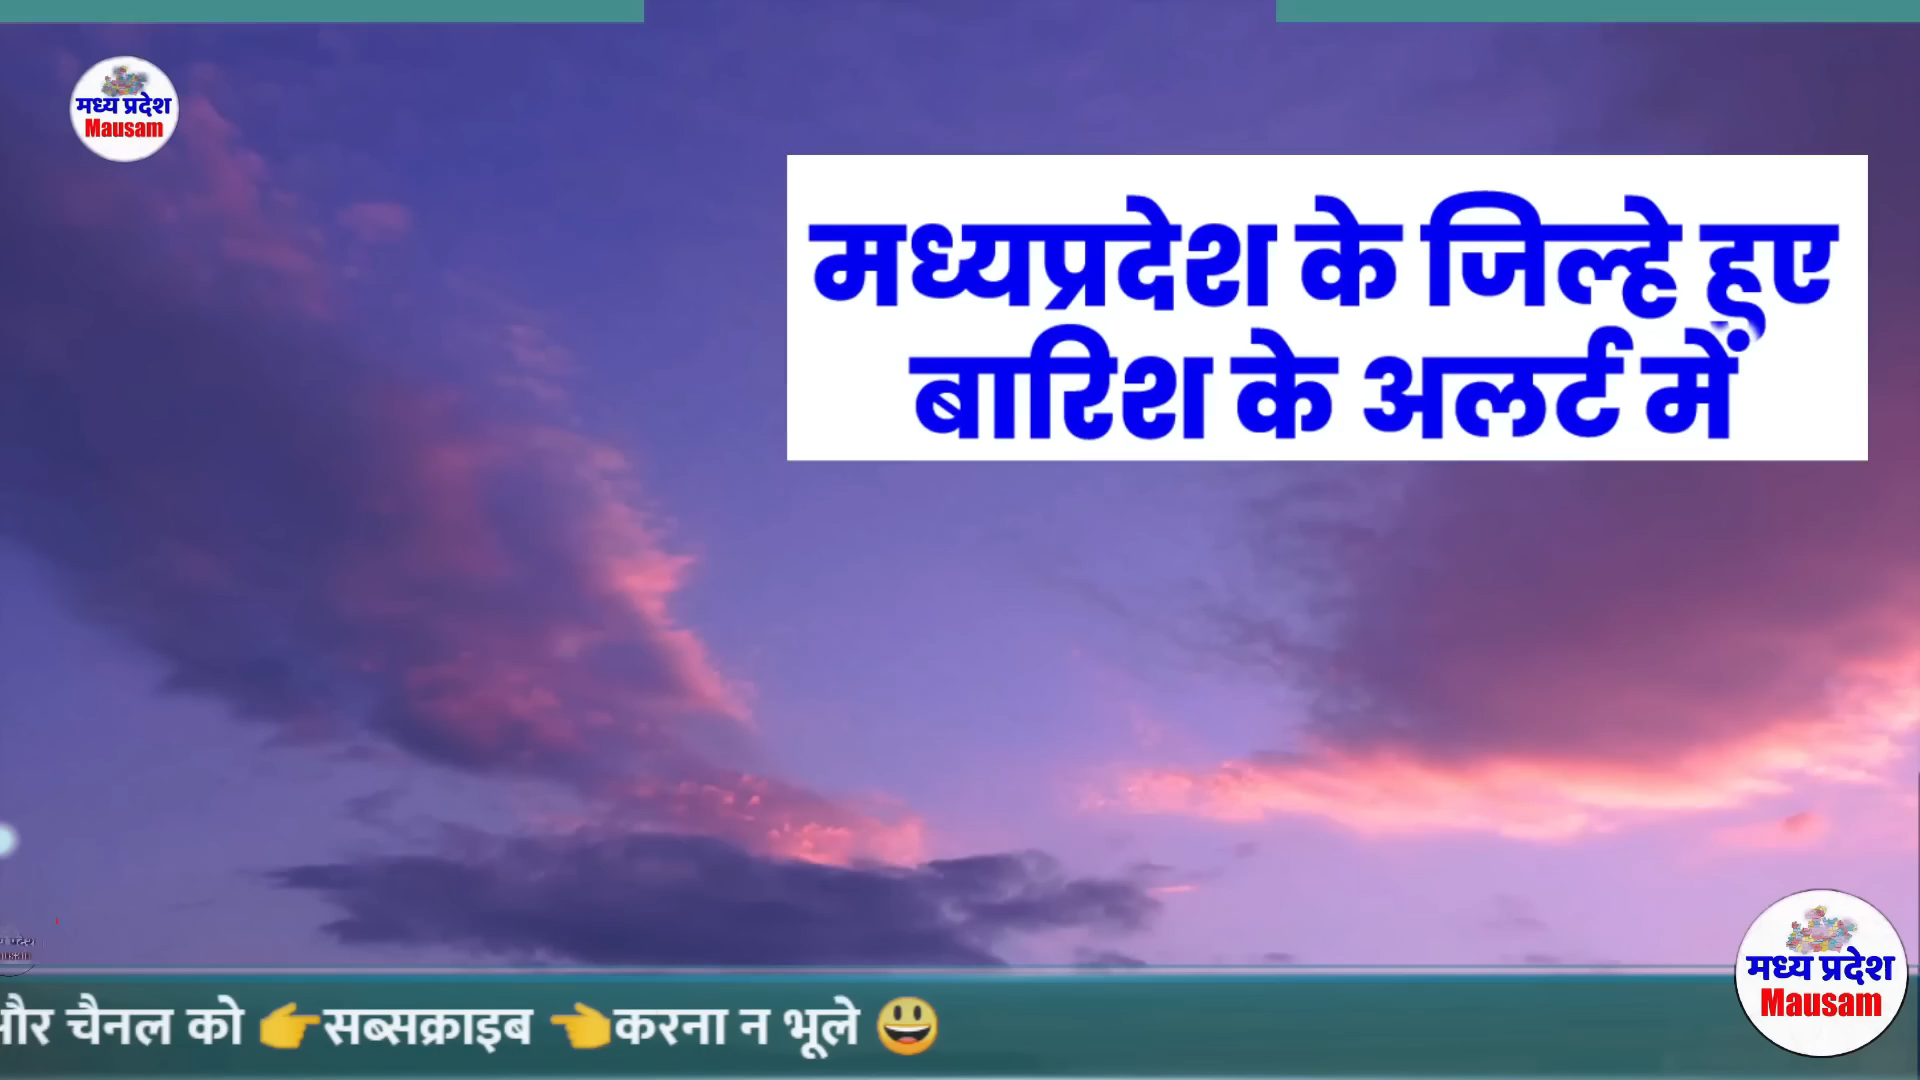 मध्य प्रदेश
Mausam
मध्यप्रदेश के जिल्हे हुए
बारिश के अलर्ट में
और चैनल को 👉सब्सक्राइब 👈करना न भूले 😃
मध्य प्रदेश
Mausam